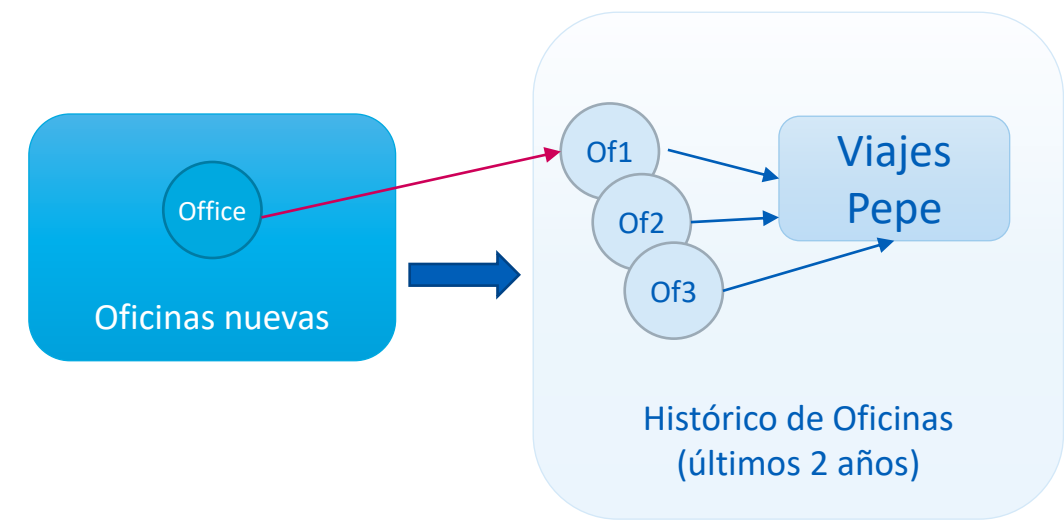 Office
Oficinas nuevas
Of1
Of2
Of3
Viajes
Pepe
Histórico de Oficinas
(últimos 2 años)